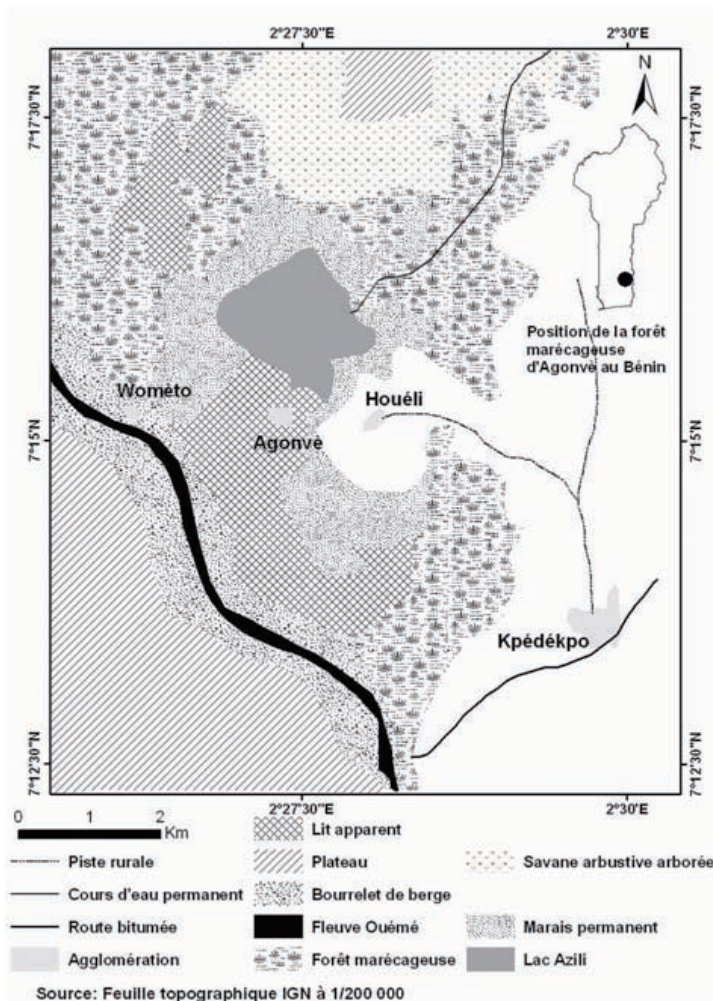 2°27'30"E
2°30'E
N
7°17'30"N
7°17'30"N
Position de la forêt
marécageuse
d'Agonvè au Bénin
Wométo
Houéli
Agonvè
7°15'N
7°15'N
Kpédékpo
7°12'30"N
7°12'30"N
2°27'30"E
2°30'E
0 1 2
Km
Lit apparent
Piste rurale
Plateau
Savane arbustive arborée
Cours d'eau permanent
Bourrelet de berge
Route bitumée
Fleuve Ouémé
Marais permanent
Agglomération
Forêt marécageuse
Lac Azili
Source: Feuille topographique IGN à 1/200 000